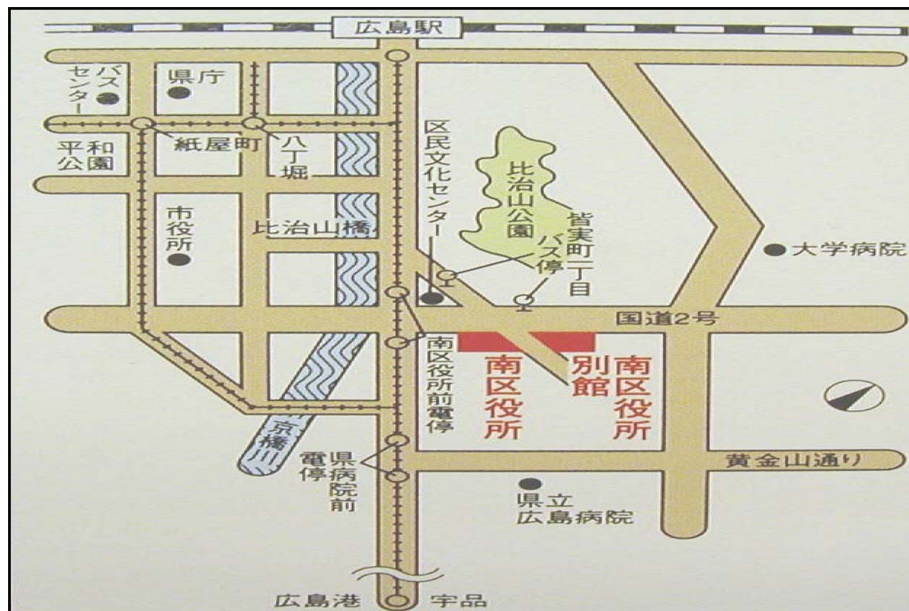 広島駅
バス
センター
県庁
紙屋町
八丁堀
平和
公園
区民文化センター
比治山公園
皆実町一丁目
バス停
市役所
比治山橋
大学病院
国道2号
南区役所
南区役所
別館
南区役所前電停
京橋川
県病院前
電停
黄金山通り
県立
広島病院
広島港
宇品